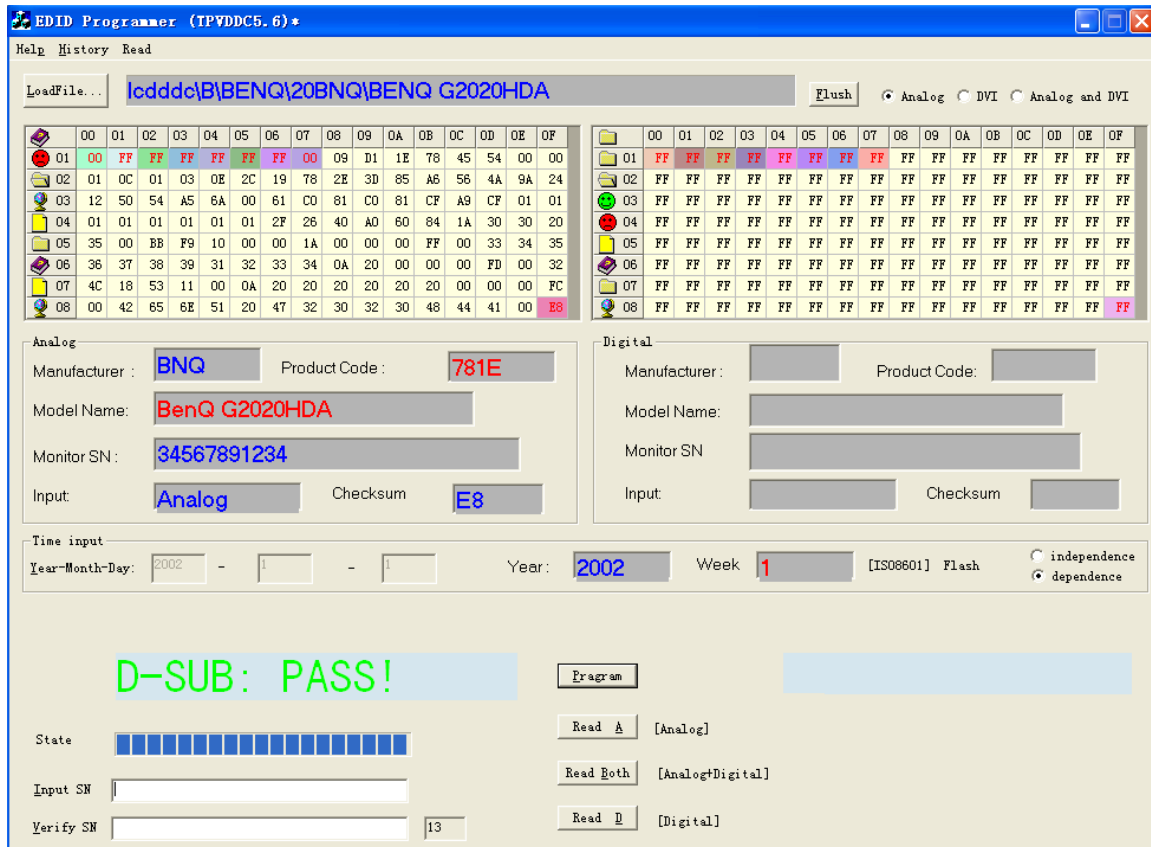 EDID Programmer (TPVDDC5.6)*
Help History Read
LoadFile... lcdddc\B\BENQ\20BNQ\BENQ G2020HDA Flush Analog DVI Analog and DVI
00 01 02 03 04 05 06 07 08 09 0A 0B 0C 0D 0E 0F 00 01 02 03 04 05 06 07 08 09 0A 0B 0C 0D 0E 0F
01 00 FF FF FF FF FF FF 00 09 D1 1E 78 45 54 00 00 01 FF FF FF FF FF FF FF FF FF FF FF FF FF FF FF FF
02 01 0C 01 03 0E 2C 19 78 2E 3D 85 A6 56 4A 9A 24 02 FF FF FF FF FF FF FF FF FF FF FF FF FF FF FF FF
03 12 50 54 A5 6A 00 61 C0 81 C0 81 CF A9 CF 01 01 03 FF FF FF FF FF FF FF FF FF FF FF FF FF FF FF FF
04 01 01 01 01 01 01 2F 26 40 A0 60 84 1A 30 30 20 04 FF FF FF FF FF FF FF FF FF FF FF FF FF FF FF FF
05 35 00 BB F9 10 00 00 1A 00 00 00 FF 00 33 34 35 05 FF FF FF FF FF FF FF FF FF FF FF FF FF FF FF FF
06 36 37 38 39 31 32 33 34 0A 20 00 00 00 FD 00 32 06 FF FF FF FF FF FF FF FF FF FF FF FF FF FF FF FF
07 4C 18 53 11 00 0A 20 20 20 20 20 20 00 00 00 FC 07 FF FF FF FF FF FF FF FF FF FF FF FF FF FF FF FF
08 00 42 65 6E 51 20 47 32 30 32 30 48 44 41 00 E8 08 FF FF FF FF FF FF FF FF FF FF FF FF FF FF FF FF
Analog Digital
Manufacturer : BNQ Product Code : 781E Manufacturer : Product Code:
Model Name: BenQ G2020HDA Model Name:
Monitor SN : 34567891234 Monitor SN
Input: Analog Checksum E8 Input: Checksum
Time input
Year-Month-Day: 2002 - 1 - 1 Year : 2002 Week 1 [ISO8601] Flash independence
dependence
D-SUB: PASS! Pragram
State Read A [Analog]
Input SN Read Both [Analog+Digital]
Verify SN 13 Read D [Digital]